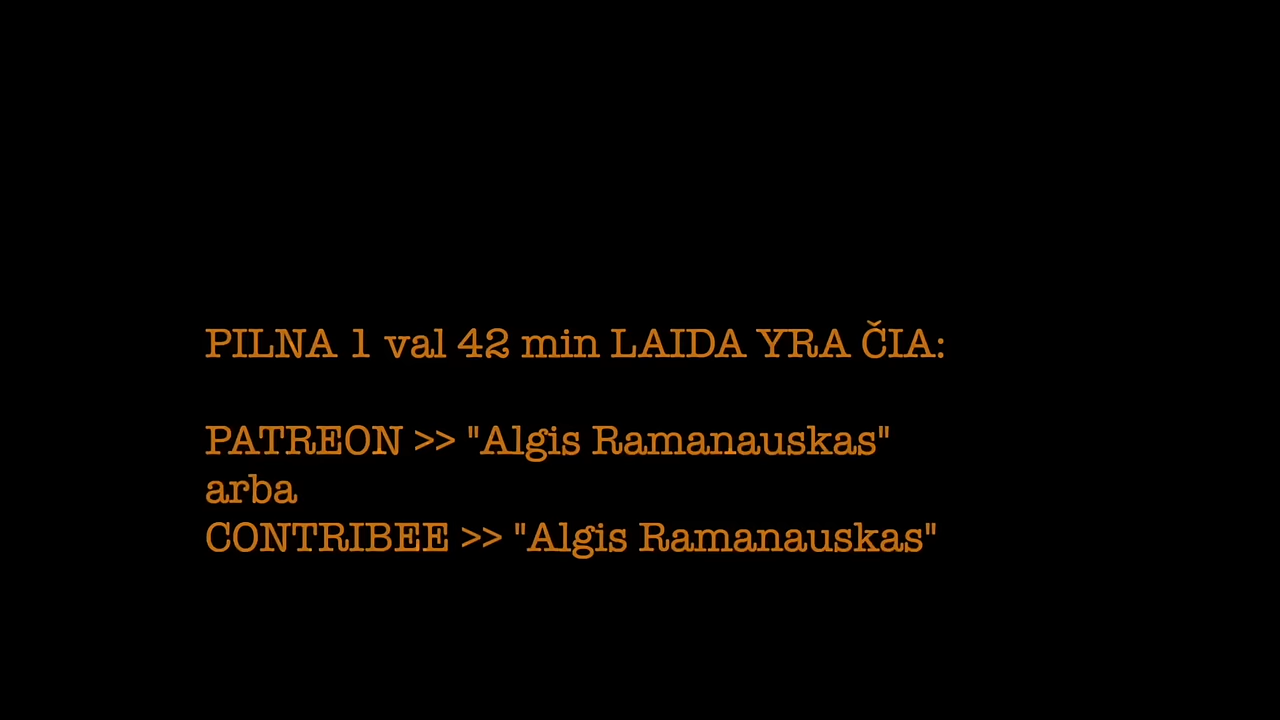 PILNA 1 val 42 min LAIDA YRA ČIA:
PATREON >> "Algis Ramanauskas"
arba
CONTRIBEE >> "Algis Ramanauskas"